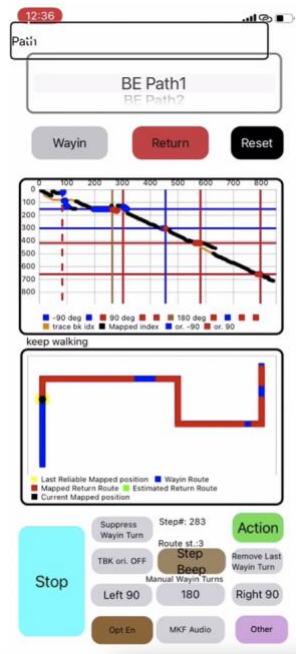 12:36
Path
BE Path1
BE Path2
Wayin
Return
Reset
0 100 200 300 400 500 600 700 800
0
100
200
300
400
500
600
700
800
-90 deg 90 deg 180 deg
trace bk idx Mapped index or. -90 or. 90
keep walking
Last Reliable Mapped position Wayin Route
Mapped Return Route Estimated Return Route
Current Mapped position
Stop
Suppress Wayin Turn
Step#: 283
Action
Route st.:3
TBK ori. OFF
Step Beep
Remove Last Wayin Turn
Manual Wayin Turns
Left 90
180
Right 90
Opt En
MKF Audio
Other